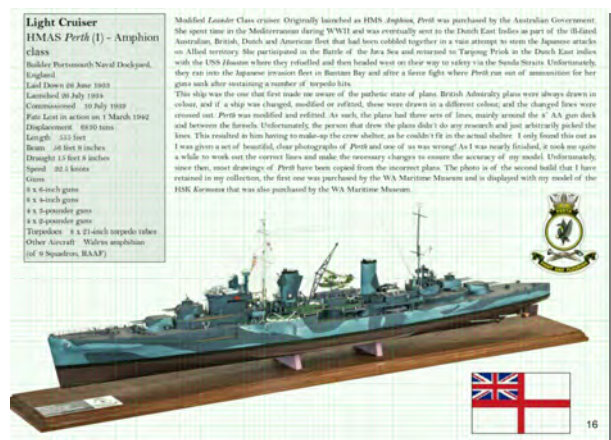 Light Cruiser
HMAS Perth (I) - Amphion
class
Builder Portsmouth Naval Dockyard,
England
Laid Down 26 June 1933
Launched 26 July 1934
Commissioned 10 July 1939
Fate Lost in action on 1 March 1942
Displacement 6830 tons
Length 555 feet
Beam 56 feet 8 inches
Draught 15 feet 8 inches
Speed 32.5 knots
Guns
8 x 6-inch guns
8 x 4-inch guns
4 x 3-pounder guns
4 x 2-pounder guns
Torpedoes 8 x 21-inch torpedo tubes
Other Aircraft Walrus amphibian
(of 9 Squadron, RAAF)
Modified Leander Class cruiser. Originally launched as HMS Amphion, Perth was purchased by the Australian Government.
She spent time in the Mediterranean during WWII and was eventually sent to the Dutch East Indies as part of the ill-fated
Australian, British, Dutch and American fleet that had been cobbled together in a vain attempt to stem the Japanese attacks
on Allied territory. She participated in the Battle of the Java Sea and returned to Tanjong Priok in the Dutch East indies
with the USS Houston where they refuelled and then headed west on their way to safety via the Sunda Straits. Unfortunately,
they ran into the Japanese invasion fleet in Bantam Bay and after a fierce fight where Perth ran out of ammunition for her
guns sank after sustaining a number of torpedo hits.
This ship was the one that first made me aware of the pathetic state of plans. British Admiralty plans were always drawn in
colour, and if a ship was changed, modified or refitted, these were drawn in a different colour, and the changed lines were
crossed out. Perth was modified and refitted. As such, the plans had three sets of lines, mainly around the 4" AA gun deck
and between the funnels. Unfortunately, the person that drew the plans didn't do any research and just arbitrarily picked the
lines. This resulted in him having to make-up the crew shelter, as he couldn't fit in the actual shelter. I only found this out as
I was given a set of beautiful, clear photographs of Perth and one of us was wrong! As I was nearly finished, it took me quite
a while to work out the correct lines and make the necessary changes to ensure the accuracy of my model. Unfortunately,
since then, most drawings of Perth have been copied from the incorrect plans. The photo is of the second build that I have
retained in my collection, the first one was purchased by the WA Maritime Museum and is displayed with my model of the
HSK Kormoran that was also purchased by the WA Maritime Museum.
16